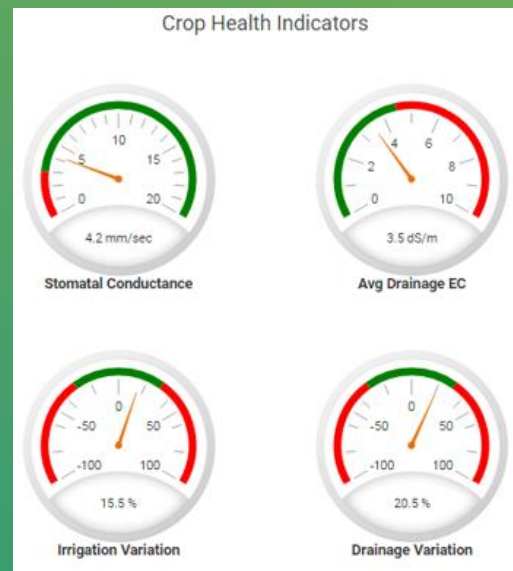 Crop Health Indicators
0 5 10 15 20
4.2 mm/sec
Stomatal Conductance
0 2 4 6 8 10
3.5 dS/m
Avg Drainage EC
-100 -50 0 50 100
15.5 %
Irrigation Variation
-100 -50 0 50 100
20.5 %
Drainage Variation